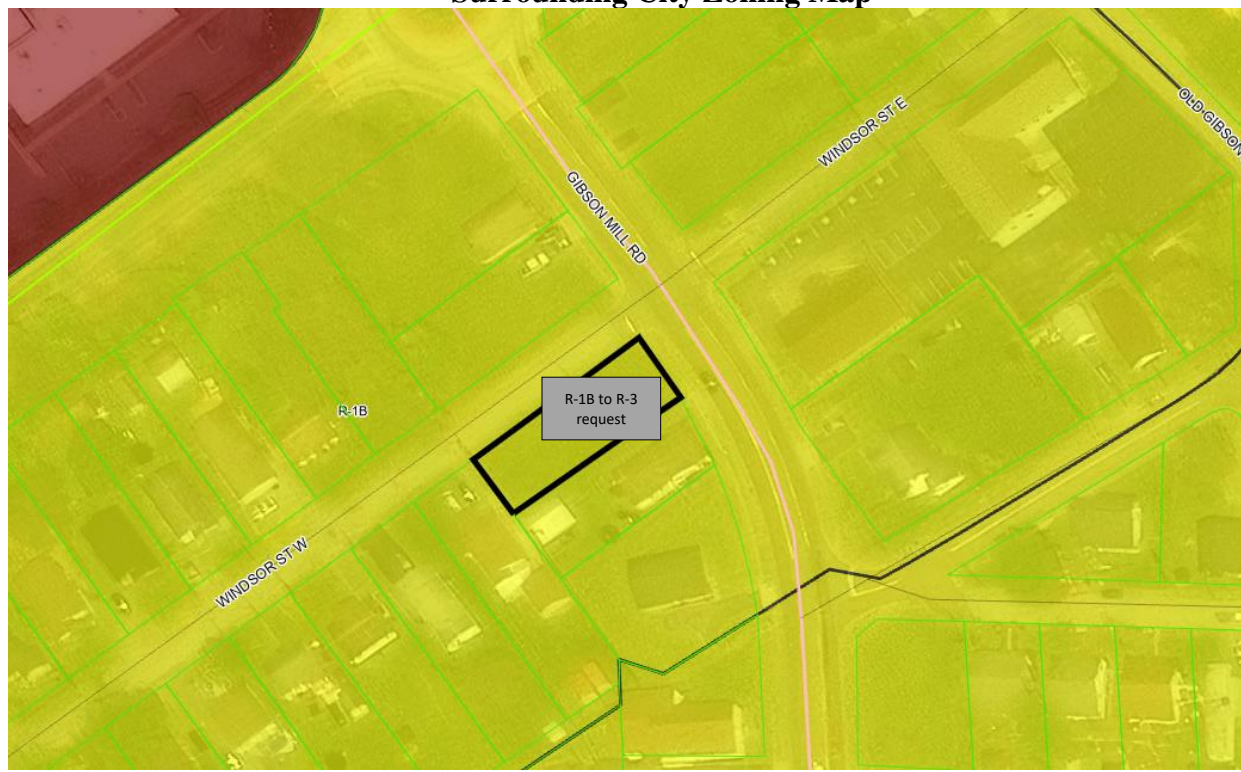 Surrounding City Zoning Map
OLD GIBSON
WINDSOR ST E
GIBSON MILL RD
R-1B to R-3
request
R-1B
WINDSOR ST W